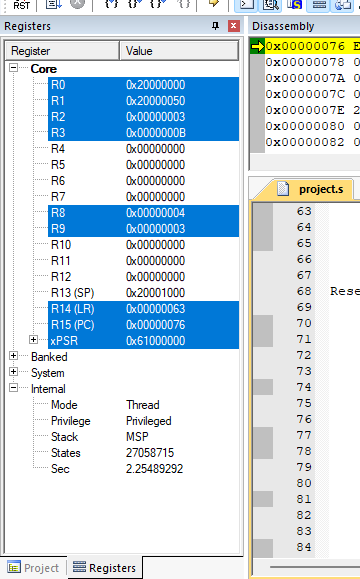 RST
Registers
Register Value
Core
R0 0x20000000
R1 0x20000050
R2 0x00000003
R3 0x0000000B
R4 0x00000000
R5 0x00000000
R6 0x00000000
R7 0x00000000
R8 0x00000004
R9 0x00000003
R10 0x00000000
R11 0x00000000
R12 0x00000000
R13 (SP) 0x20001000
R14 (LR) 0x00000063
R15 (PC) 0x00000076
xPSR 0x61000000
Banked
System
Internal
Mode Thread
Privilege Privileged
Stack MSP
States 27058715
Sec 2.25489292
Project Registers
Disassembly
0x00000076 E
0x00000078 0
0x0000007A 0
0x0000007C 0
0x0000007E 2
0x00000080 0
0x00000082 0
project.s
63
64
65
66
67
68 Rese
69
70
71
72
73
74
75
76
77
78
79
80
81
82
83
84